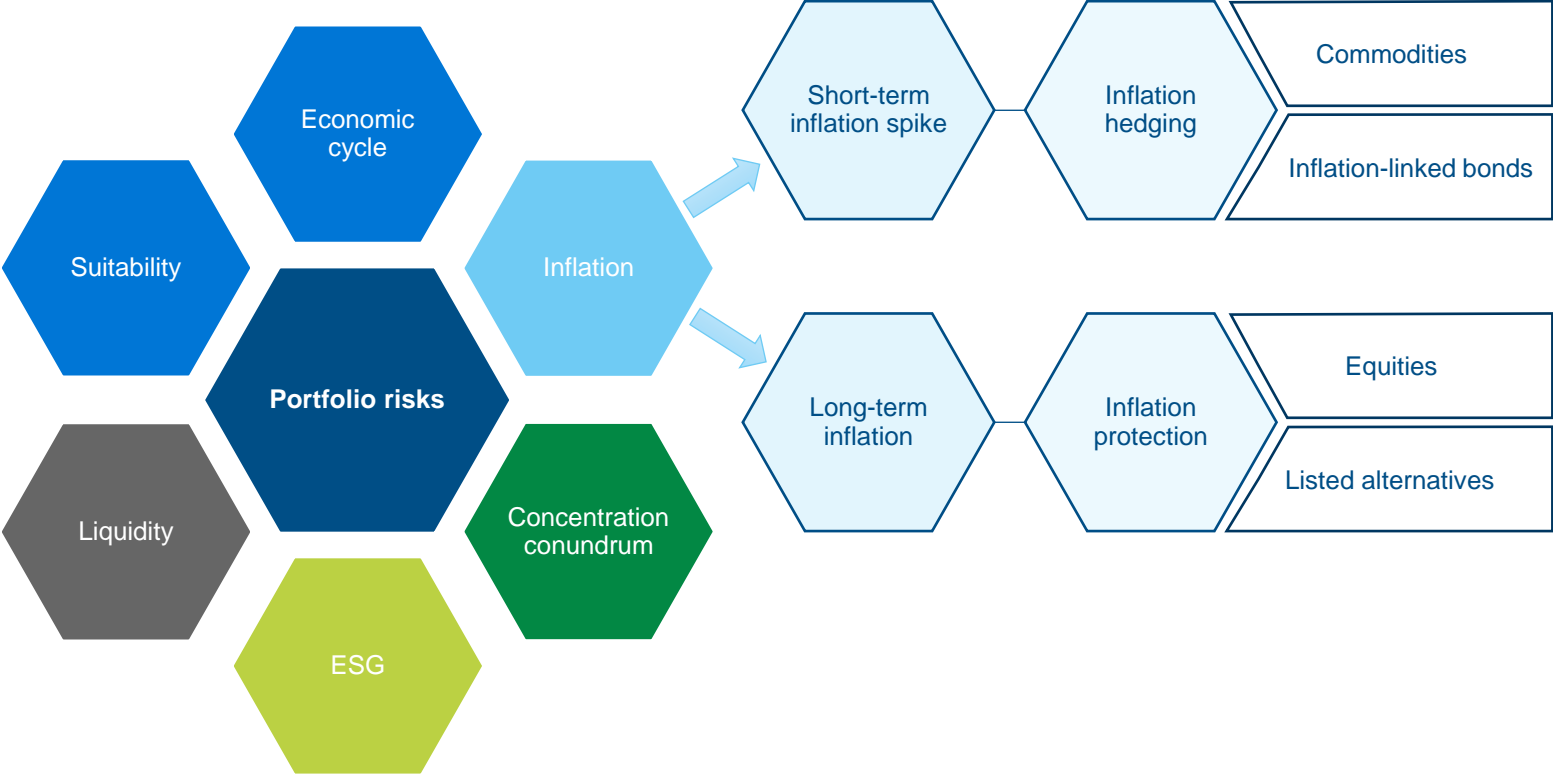 Economic
cycle
Suitability
Inflation
Portfolio risks
Liquidity
Concentration
conundrum
ESG
Short-term
inflation spike
Inflation
hedging
Commodities
Inflation-linked bonds
Long-term
inflation
Inflation
protection
Equities
Listed alternatives